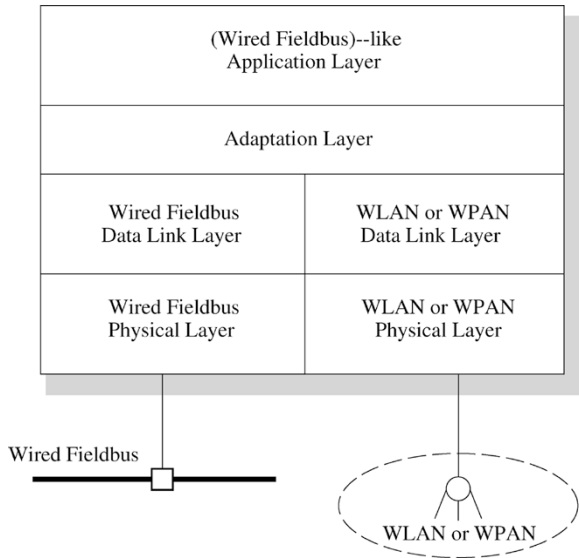 (Wired Fieldbus)--like
Application Layer
Adaptation Layer
Wired Fieldbus
Data Link Layer
WLAN or WPAN
Data Link Layer
Wired Fieldbus
Physical Layer
WLAN or WPAN
Physical Layer
Wired Fieldbus
WLAN or WPAN